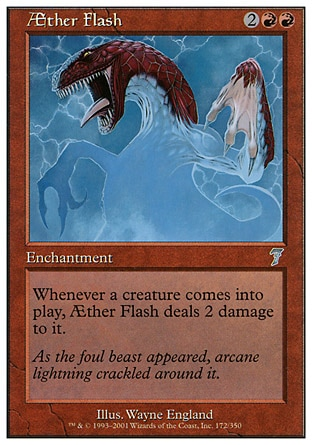 Æther Flash 2
Enchantment
Whenever a creature comes into
play, Æther Flash deals 2 damage
to it.
As the foul beast appeared, arcane
lightning crackled around it.
Illus. Wayne England
™ & © 1993–2001 Wizards of the Coast, Inc. 172/350